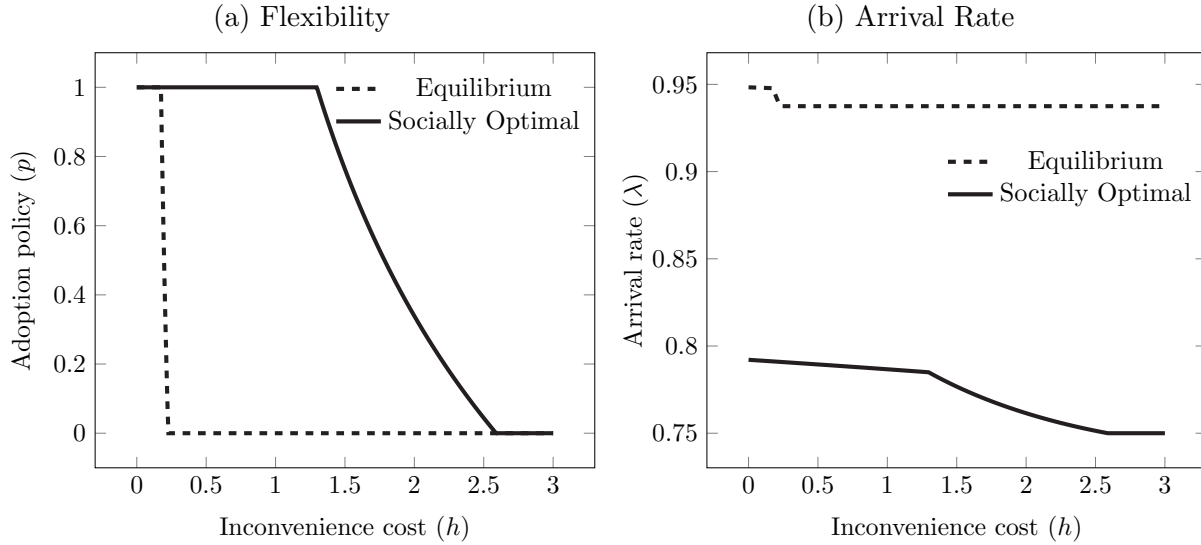 (a) Flexibility
1
0.8
0.6
0.4
0.2
0
Adoption policy (p)
Equilibrium
Socially Optimal
0 0.5 1 1.5 2 2.5 3
Inconvenience cost (h)
(b) Arrival Rate
0.95
0.9
0.85
0.8
0.75
Arrival rate (λ)
Equilibrium
Socially Optimal
0 0.5 1 1.5 2 2.5 3
Inconvenience cost (h)